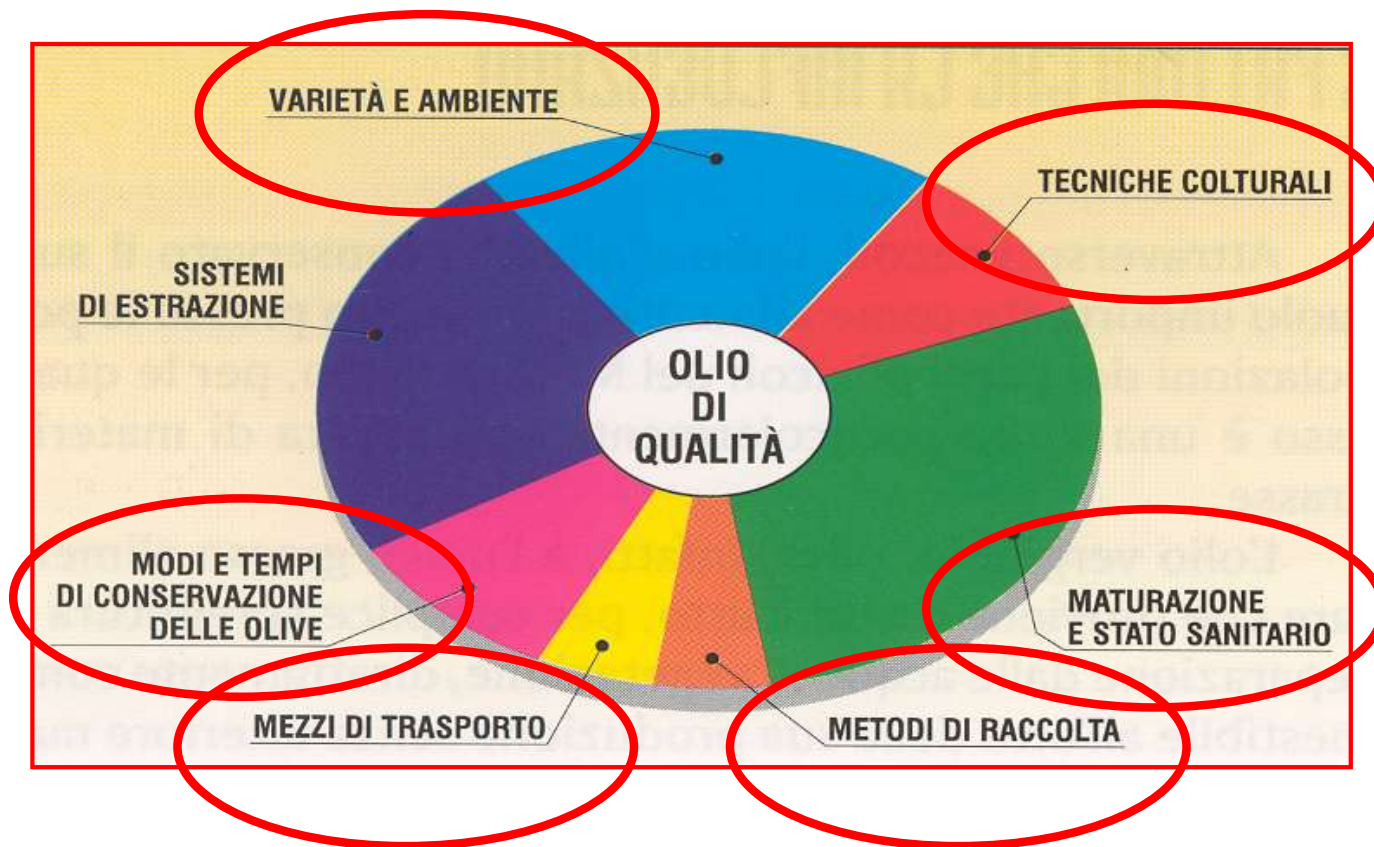 VARIETÀ E AMBIENTE
TECNICHE COLTURALI
SISTEMI
DI ESTRAZIONE
OLIO
DI
QUALITÀ
MODI E TEMPI
DI CONSERVAZIONE
DELLE OLIVE
MATURAZIONE
E STATO SANITARIO
MEZZI DI TRASPORTO
METODI DI RACCOLTA